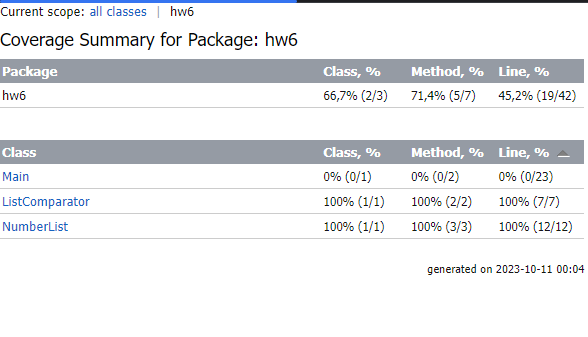 Current scope: all classes | hw6
Coverage Summary for Package: hw6
Package Class, % Method, % Line, %
hw6 66,7% (2/3) 71,4% (5/7) 45,2% (19/42)
Class Class, % Method, % Line, %
Main 0% (0/1) 0% (0/2) 0% (0/23)
ListComparator 100% (1/1) 100% (2/2) 100% (7/7)
NumberList 100% (1/1) 100% (3/3) 100% (12/12)
generated on 2023-10-11 00:04